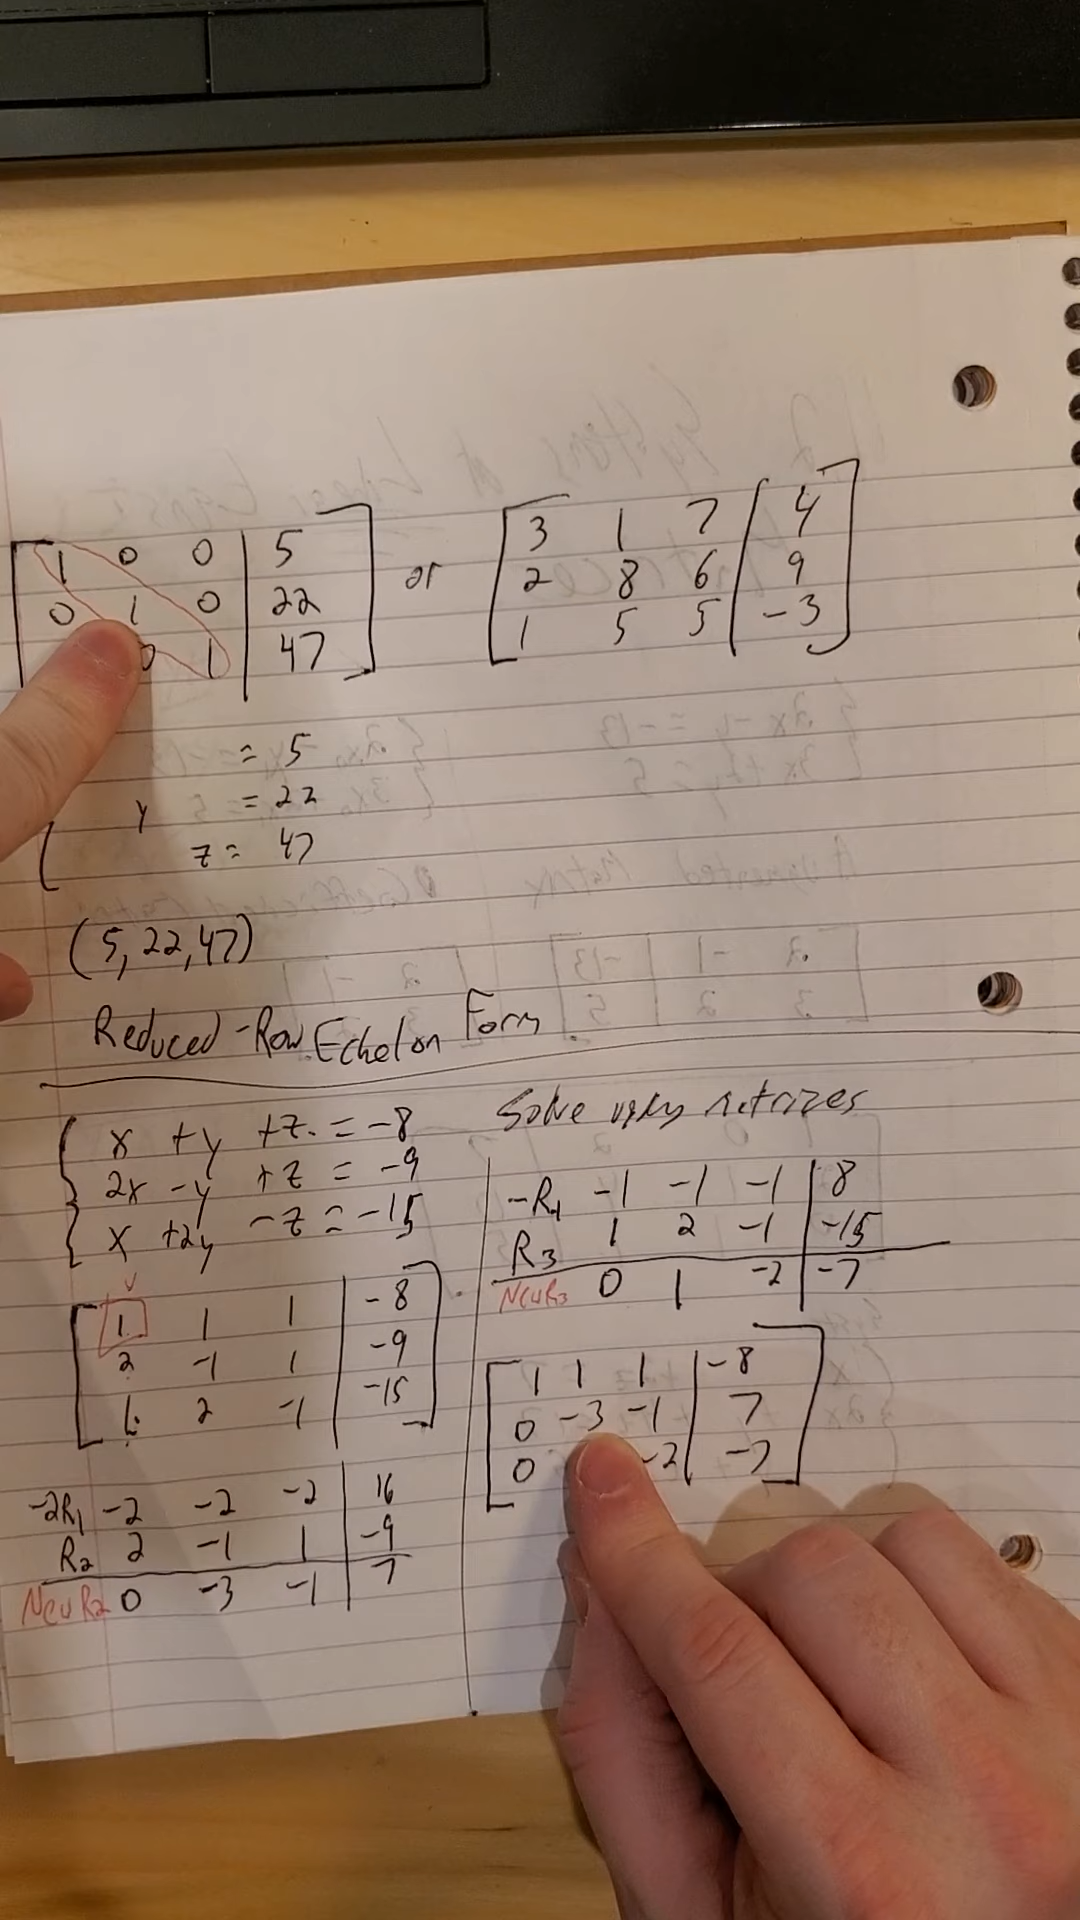 1 0 0 | 5 or 3 1 7 | 4
0 1 0 | 22 2 8 6 | 9
0 1 | 47 1 5 5 | -3
= 5
y = 22
z = 47
(5, 22, 47)
Reduced-Row Echelon Form
x +y +z = -8
2x -y +z = -9
x +2y -z = -15
1 1 1 | -8
2 -1 1 | -9
1 2 -1 | -15
-2R1 -2 -2 -2 | 16
R2 2 -1 1 | -9
New R2 0 -3 -1 | 7
Solve using matrizes
-R1 -1 -1 -1 | 8
R3 1 2 -1 | -15
New R3 0 1 -2 | -7
1 1 1 | -8
0 -3 -1 | 7
0 -2 | -7